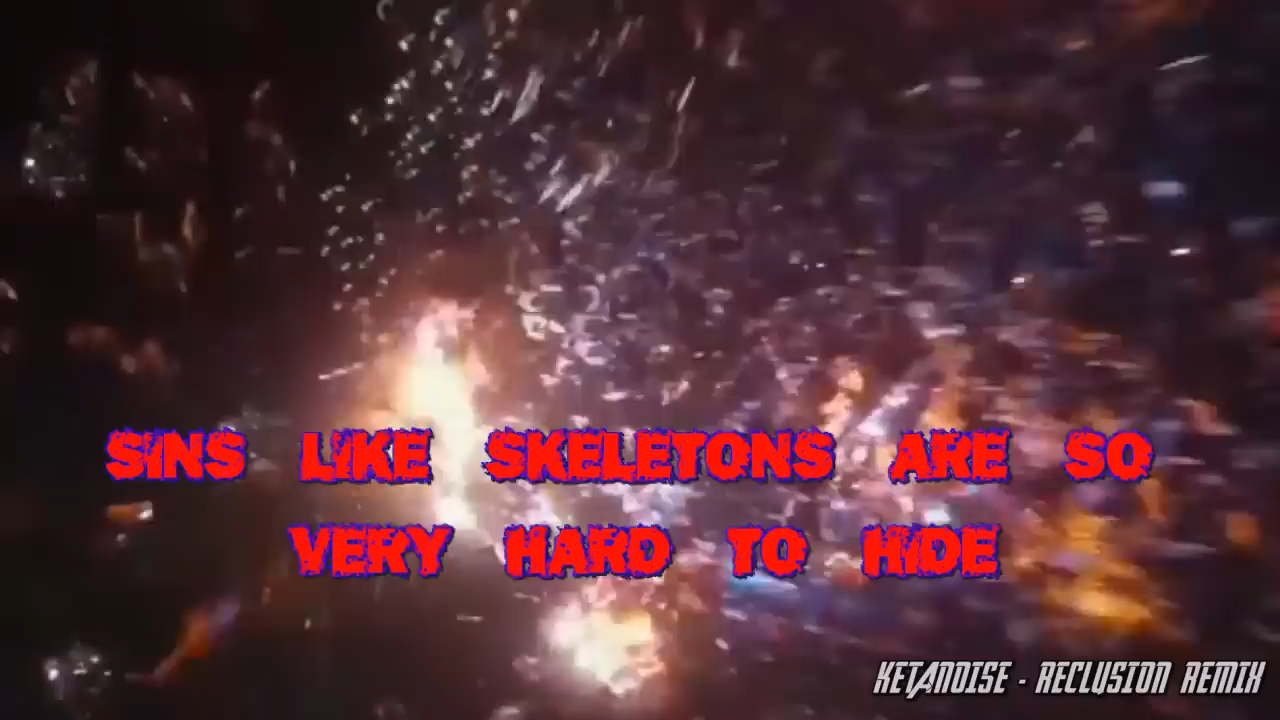 SINS LIKE SKELETONS ARE SO
VERY HARD TO HIDE
KETANOISE - RECLUSION REMIX